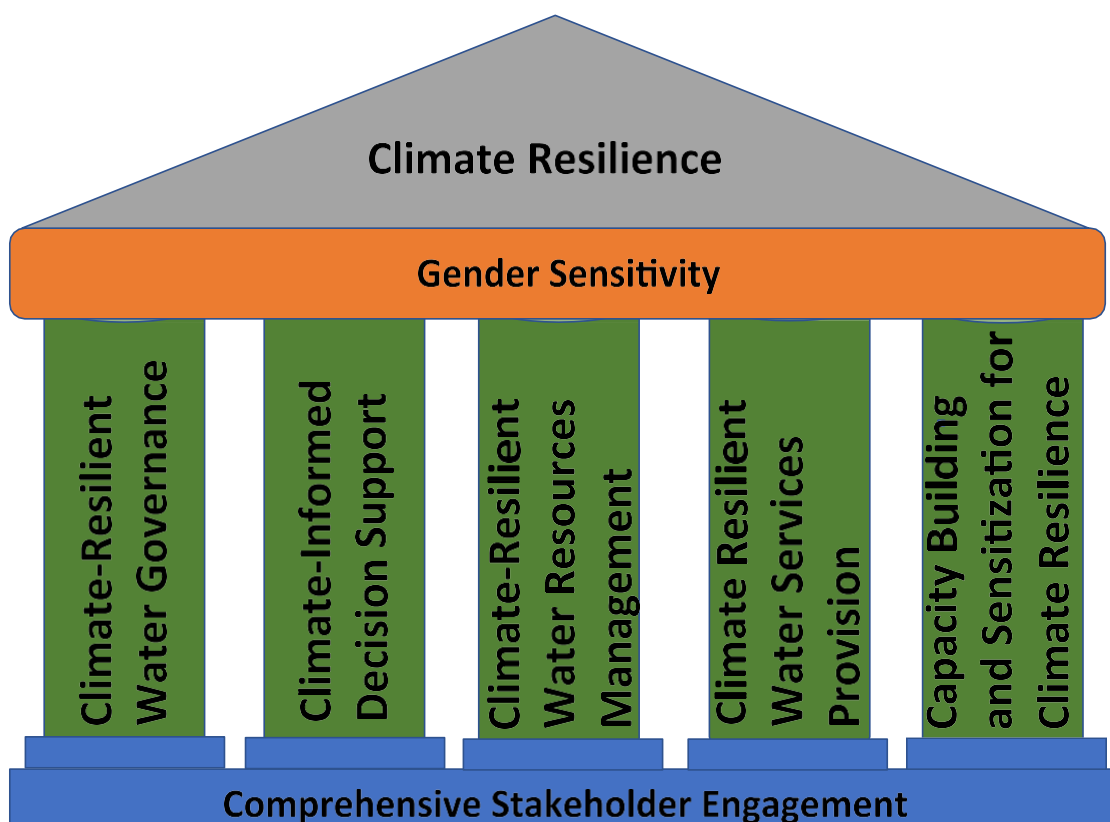 Climate Resilience
Gender Sensitivity
Climate-Resilient
Water Governance
Climate-Informed
Decision Support
Climate-Resilient
Water Resources
Management
Climate Resilient
Water Services
Provision
Capacity Building
and Sensitization for
Climate Resilience
Comprehensive Stakeholder Engagement